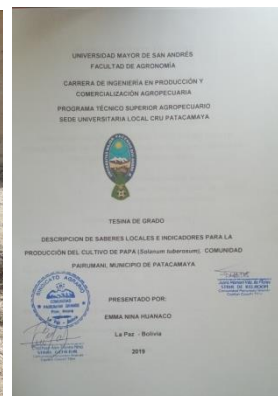 UNIVERSIDAD MAYOR DE SAN ANDRÉS
FACULTAD DE AGRONOMÍA
CARRERA DE INGENIERÍA EN PRODUCCIÓN Y
COMERCIALIZACIÓN AGROPECUARIA
PROGRAMA TÉCNICO SUPERIOR AGROPECUARIO
SEDE UNIVERSITARIA LOCAL CRU PATACAMAYA
TESINA DE GRADO
DESCRIPCION DE SABERES LOCALES E INDICADORES PARA LA
PRODUCCIÓN DEL CULTIVO DE PAPA (Solanum tuberosum). COMUNIDAD
PAIRUMANI, MUNICIPIO DE PATACAMAYA
PRESENTADO POR:
EMMA NINA HUANACO
La Paz - Bolivia
2019